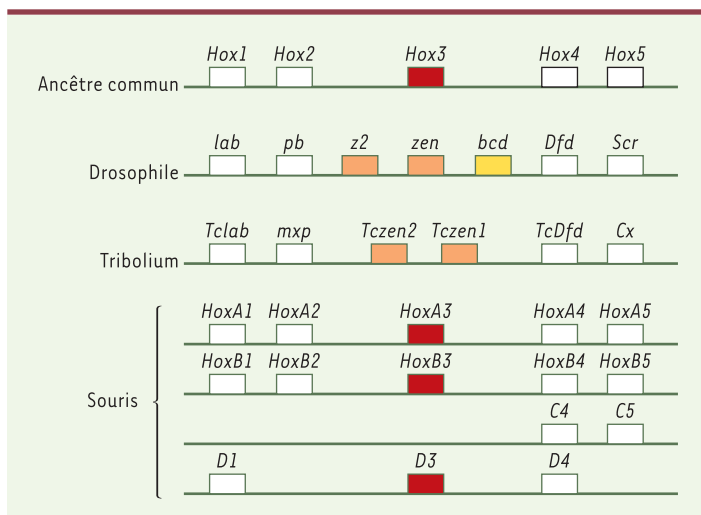 Hox1 Hox2 Hox3 Hox4 Hox5
Ancêtre commun
lab pb z2 zen bcd Dfd Scr
Drosophile
Tclab mxp Tczen2 Tczen1 TcDfd Cx
Tribolium
HoxA1 HoxA2 HoxA3 HoxA4 HoxA5
HoxB1 HoxB2 HoxB3 HoxB4 HoxB5
Souris
C4 C5
D1 D3 D4